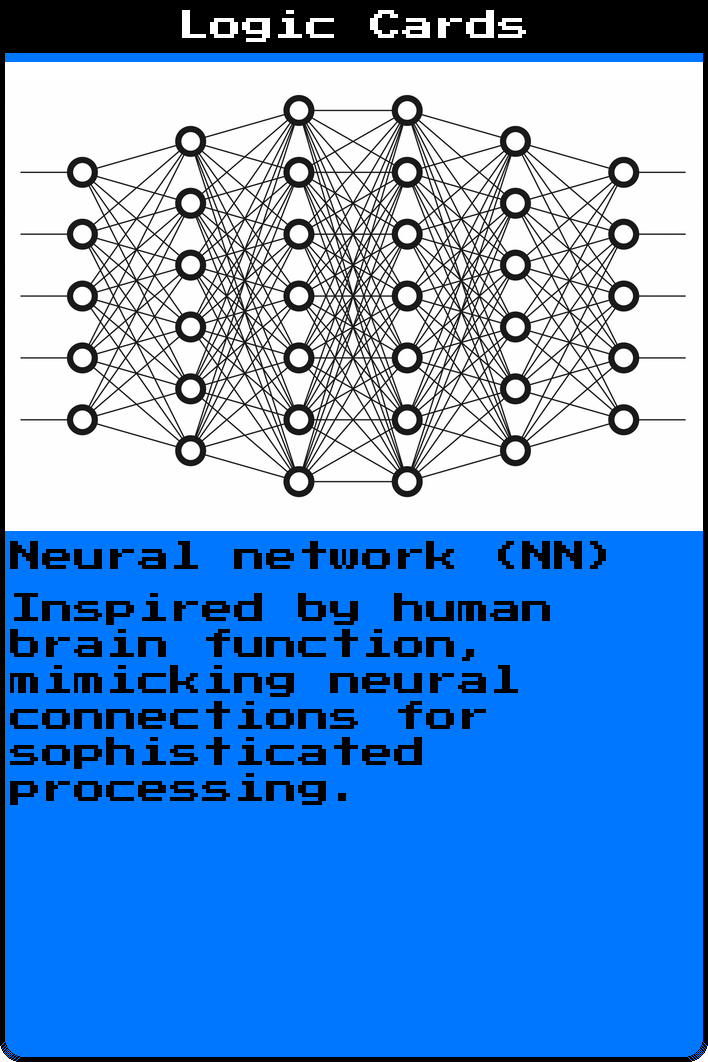 Logic Cards
Neural network (NN)
Inspired by human
brain function,
mimicking neural
connections for
sophisticated
processing.